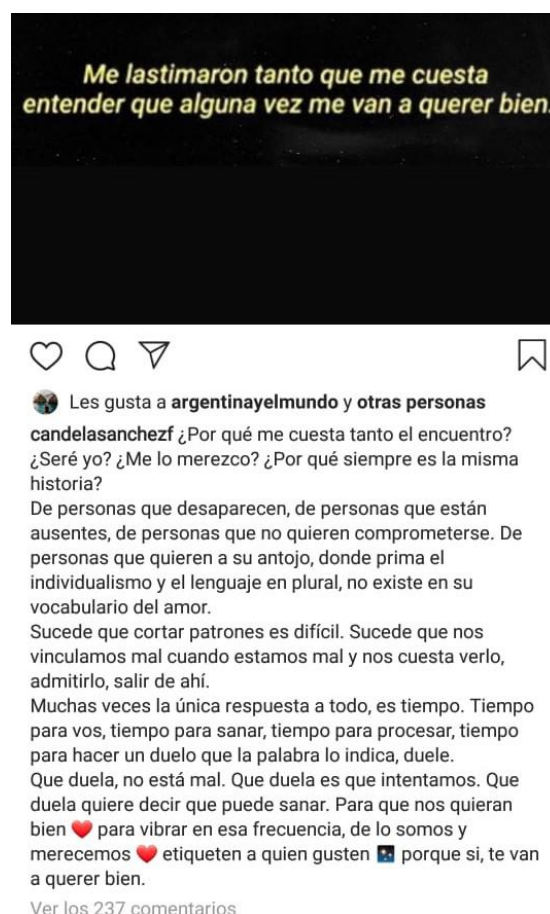 Me lastimaron tanto que me cuesta
entender que alguna vez me van a querer bien.
Les gusta a argentinayelmundo y otras personas
candelasanchezf ¿Por qué me cuesta tanto el encuentro?
¿Seré yo? ¿Me lo merezco? ¿Por qué siempre es la misma
historia?
De personas que desaparecen, de personas que están
ausentes, de personas que no quieren comprometerse. De
personas que quieren a su antojo, donde prima el
individualismo y el lenguaje en plural, no existe en su
vocabulario del amor.
Sucede que cortar patrones es difícil. Sucede que nos
vinculamos mal cuando estamos mal y nos cuesta verlo,
admitirlo, salir de ahí.
Muchas veces la única respuesta a todo, es tiempo. Tiempo
para vos, tiempo para sanar, tiempo para procesar, tiempo
para hacer un duelo que la palabra lo indica, duele.
Que duela, no está mal. Que duela es que intentamos. Que
duela quiere decir que puede sanar. Para que nos quieran
bien ❤️ para vibrar en esa frecuencia, de lo somos y
merecemos ❤️ etiqueten a quien gusten 🌌 porque si, te van
a querer bien.
Ver los 237 comentarios